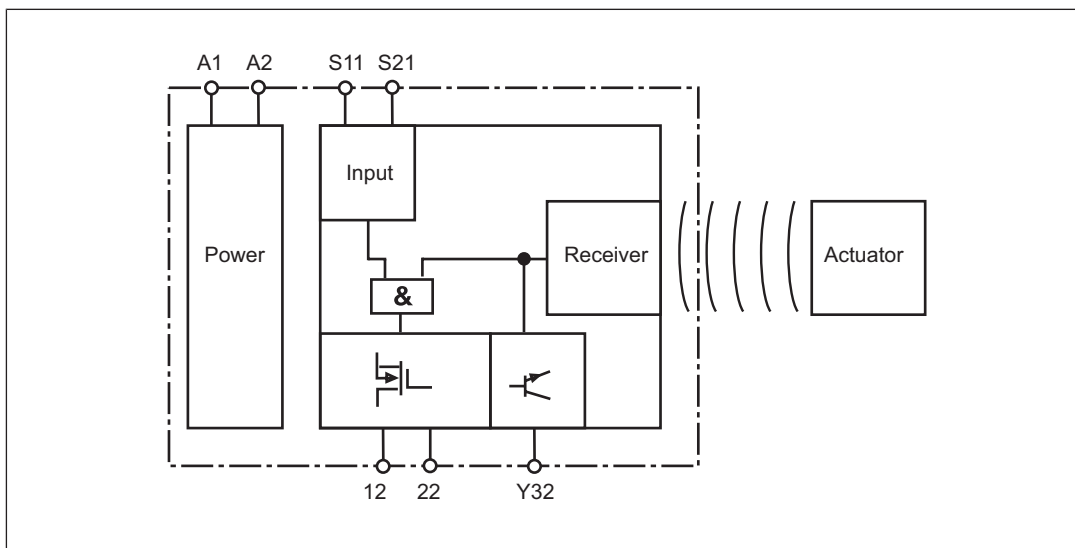 A1 A2 S11 S21
Input
Power
Receiver
Actuator
&
12 22 Y32